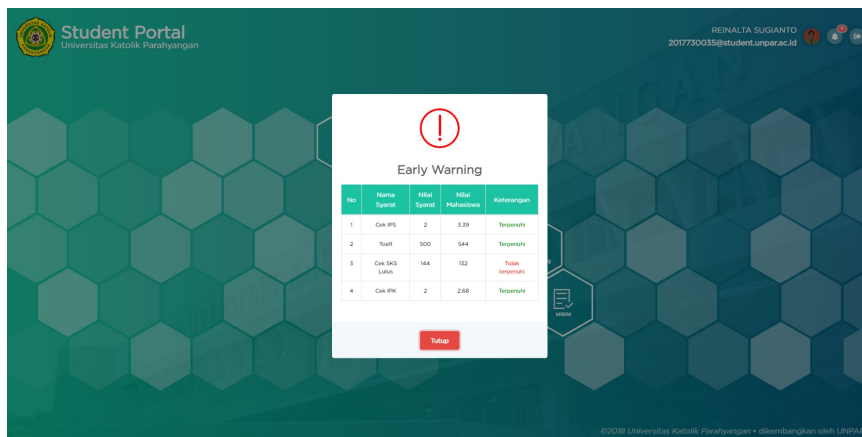 Student Portal
Universitas Katolik Parahyangan
REINALTA SUGIANTO
2017730035@student.unpar.ac.id
4
Early Warning
No Nama Syarat Nilai Syarat Nilai Mahasiswa Keterangan
1 Cek IPS 2 3.39 Terpenuhi
2 Toefl 500 544 Terpenuhi
3 Cek SKS Lulus 144 132 Tidak terpenuhi
4 Cek IPK 2 2.68 Terpenuhi
MBKM
Tutup
©2018 Universitas Katolik Parahyangan • dikembangkan oleh UNPAR